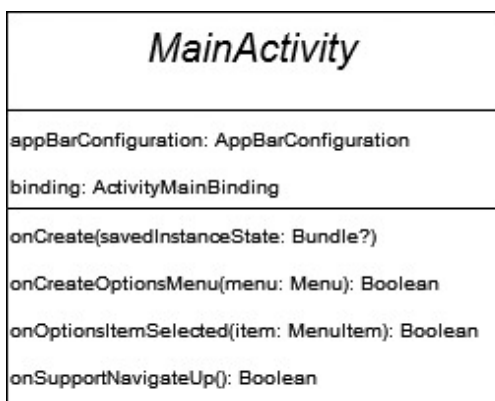 MainActivity
appBarConfiguration: AppBarConfiguration
binding: ActivityMainBinding
onCreate(savedInstanceState: Bundle?)
onCreateOptionsMenu(menu: Menu): Boolean
onOptionsItemSelected(item: MenuItem): Boolean
onSupportNavigateUp(): Boolean